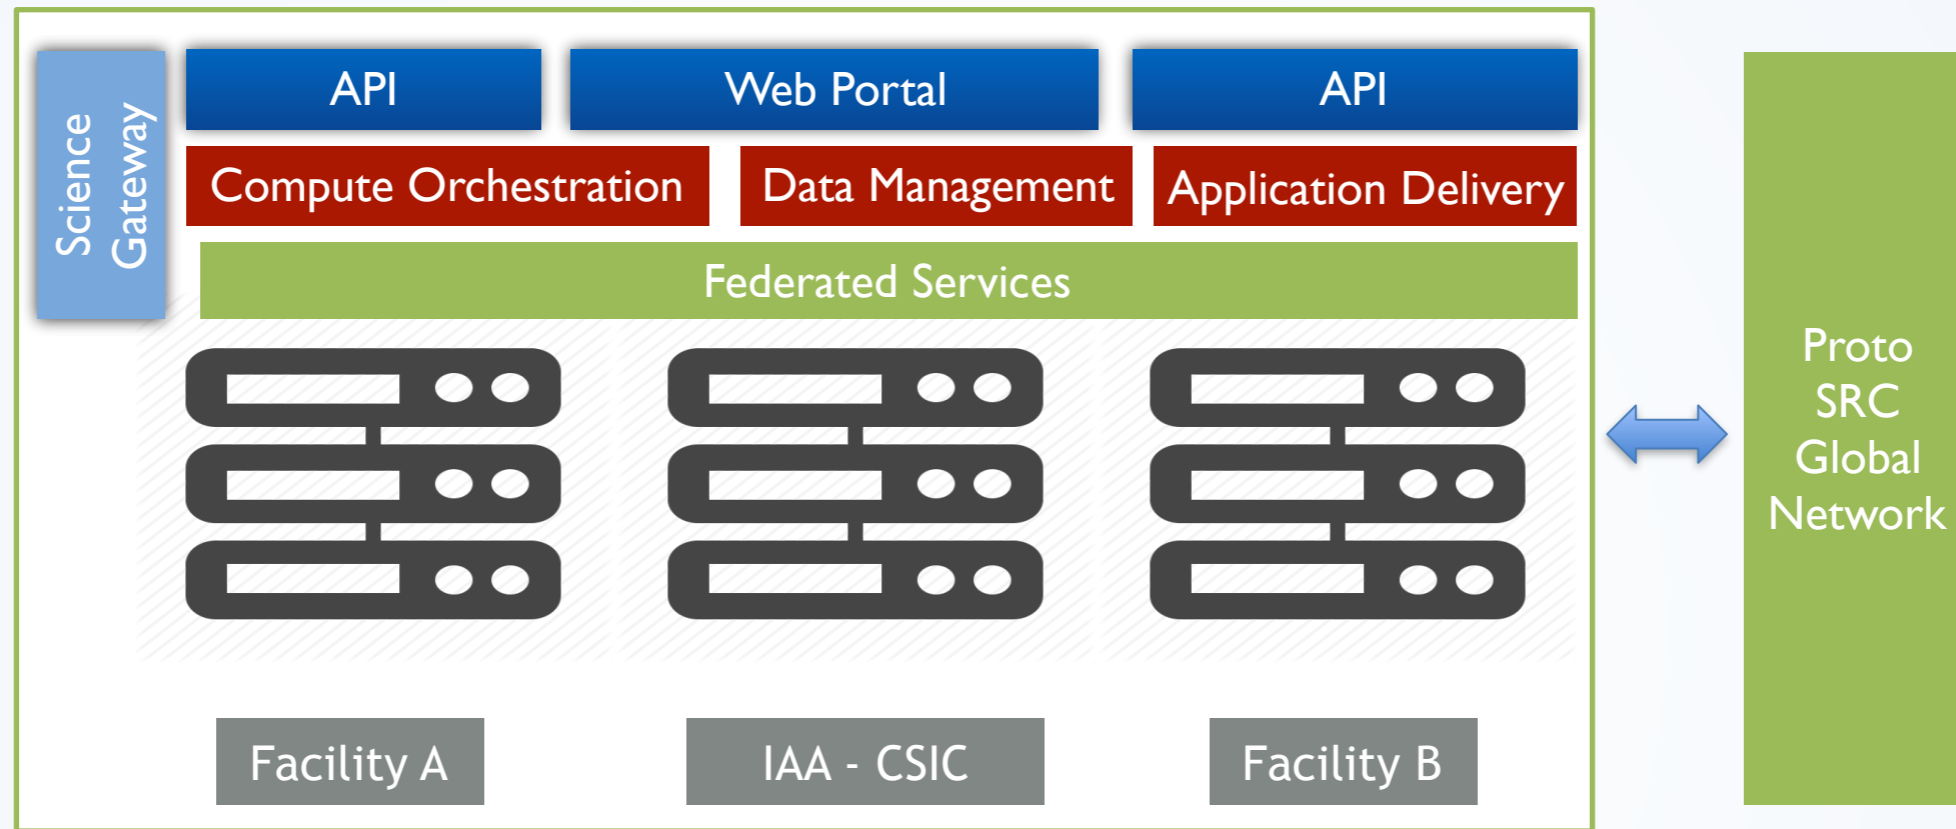 Science
Gateway
API
Web Portal
API
Compute Orchestration
Data Management
Application Delivery
Federated Services
Facility A
IAA - CSIC
Facility B
Proto
SRC
Global
Network